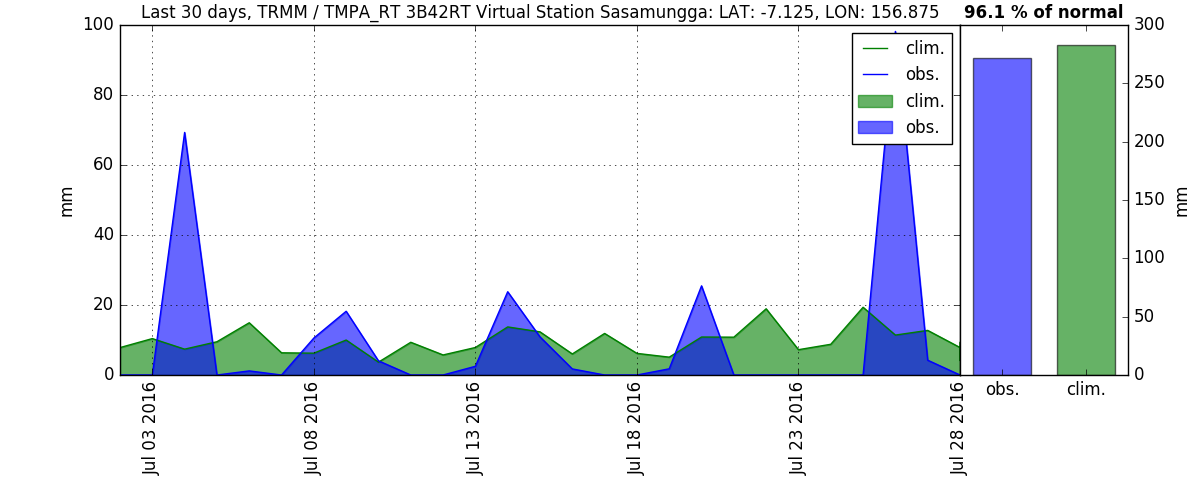 Last 30 days, TRMM / TMPA_RT 3B42RT Virtual Station Sasamungga: LAT: -7.125, LON: 156.875
96.1 % of normal
100
80
60
40
20
0
mm
clim.
obs.
clim.
obs.
300
250
200
150
100
50
0
mm
Jul 03 2016
Jul 08 2016
Jul 13 2016
Jul 18 2016
Jul 23 2016
Jul 28 2016
obs.
clim.